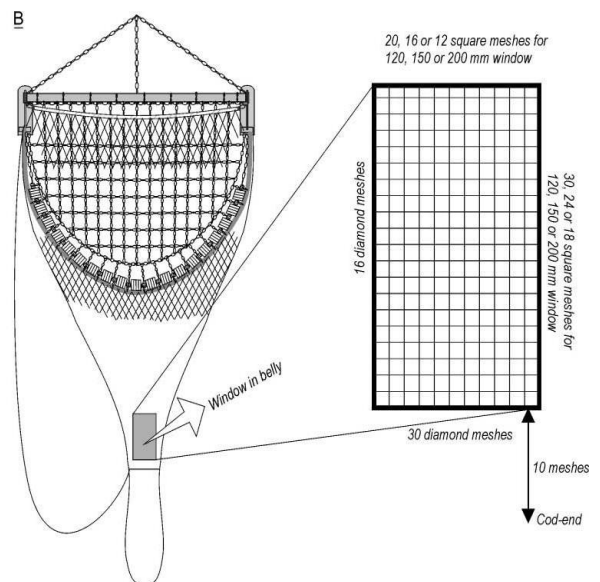 B
20, 16 or 12 square meshes for
120, 150 or 200 mm window
16 diamond meshes
30, 24 or 18 square meshes for
120, 150 or 200 mm window
Window in belly
30 diamond meshes
10 meshes
Cod-end